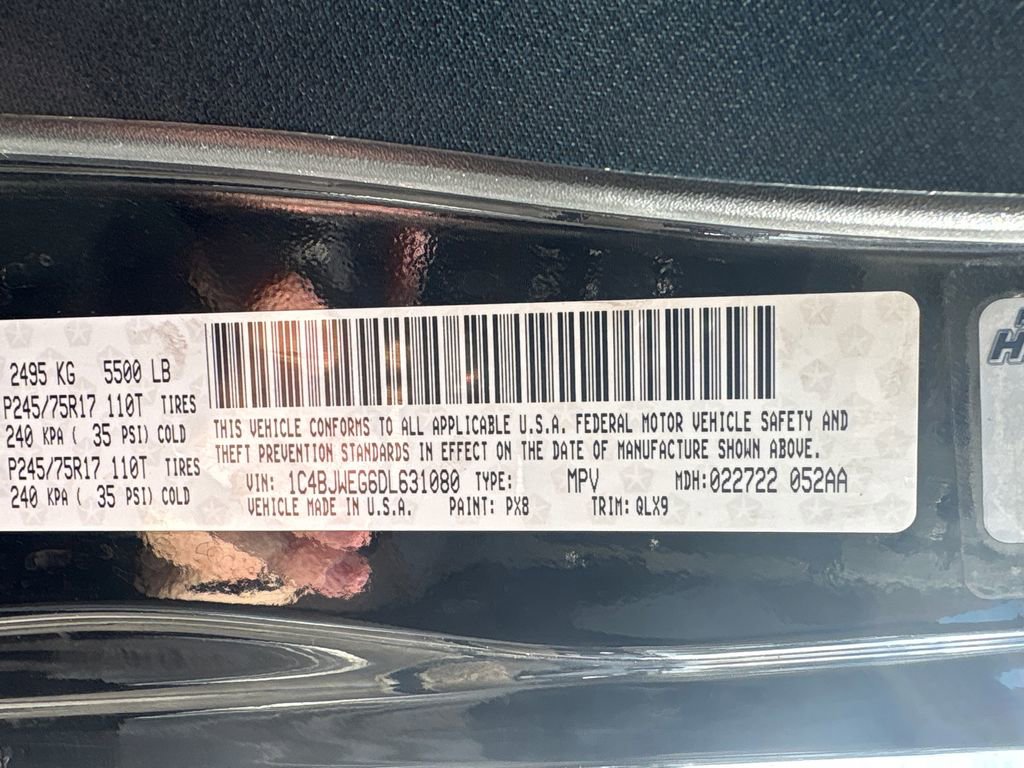 2495 KG 5500 LB
P245/75R17 110T TIRES
240 KPA ( 35 PSI) COLD
P245/75R17 110T TIRES
240 KPA ( 35 PSI) COLD
THIS VEHICLE CONFORMS TO ALL APPLICABLE U.S.A. FEDERAL MOTOR VEHICLE SAFETY AND
THEFT PREVENTION STANDARDS IN EFFECT ON THE DATE OF MANUFACTURE SHOWN ABOVE.
VIN: 1C4BJWEG6DL631080 TYPE: MPV MDH:022722 052AA
VEHICLE MADE IN U.S.A. PAINT: PX8 TRIM: QLX9